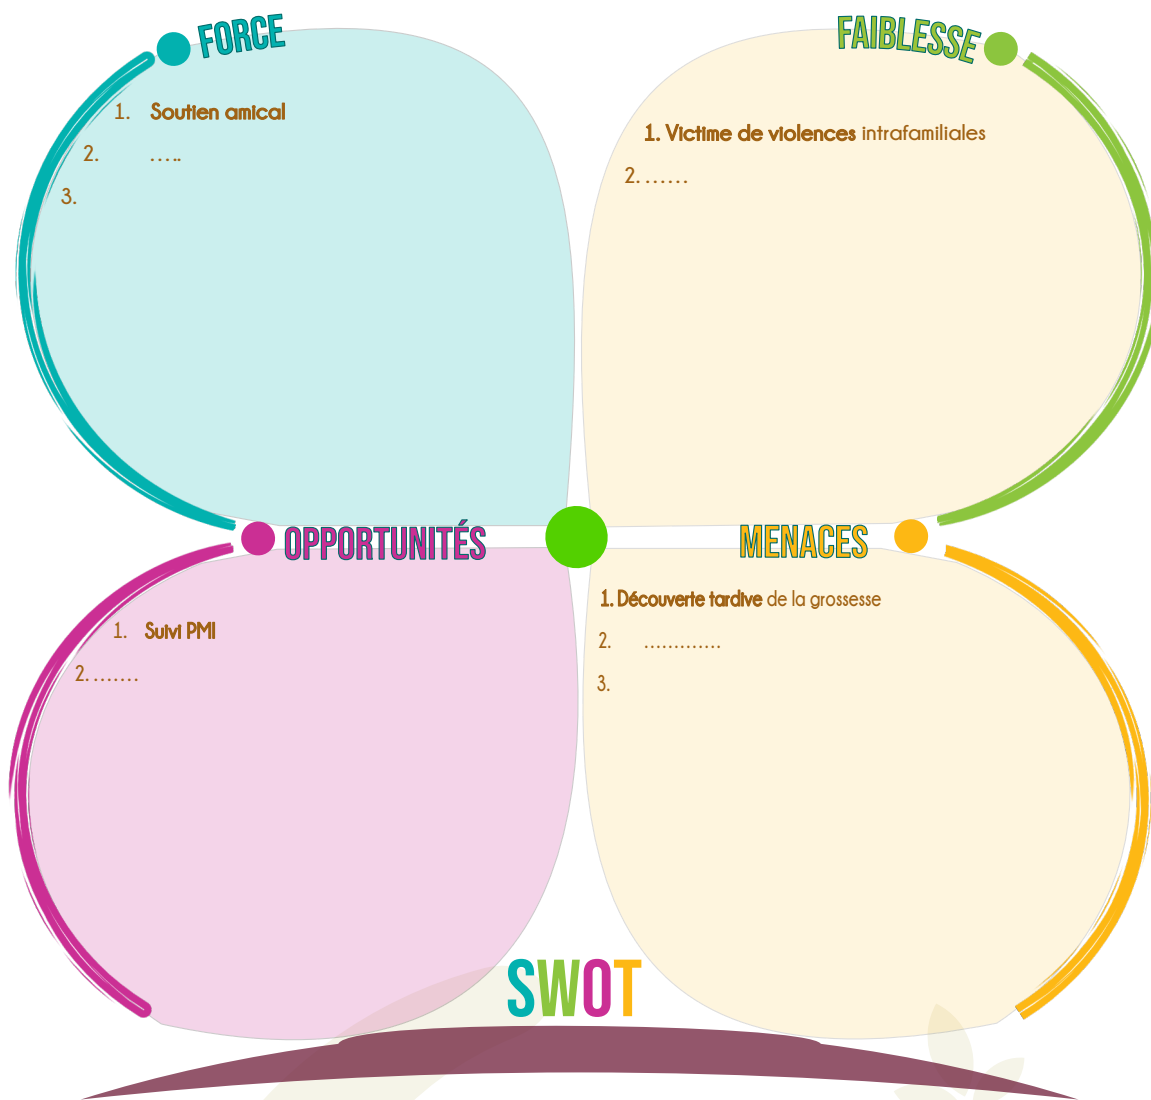 FORCE
1. Soutien amical
2. .....
3.
FAIBLESSE
1. Victime de violences intrafamiliales
2. ......
OPPORTUNITÉS
1. Suivi PMI
2. .......
MENACES
1. Découverte tardive de la grossesse
2. .............
3.
SWOT